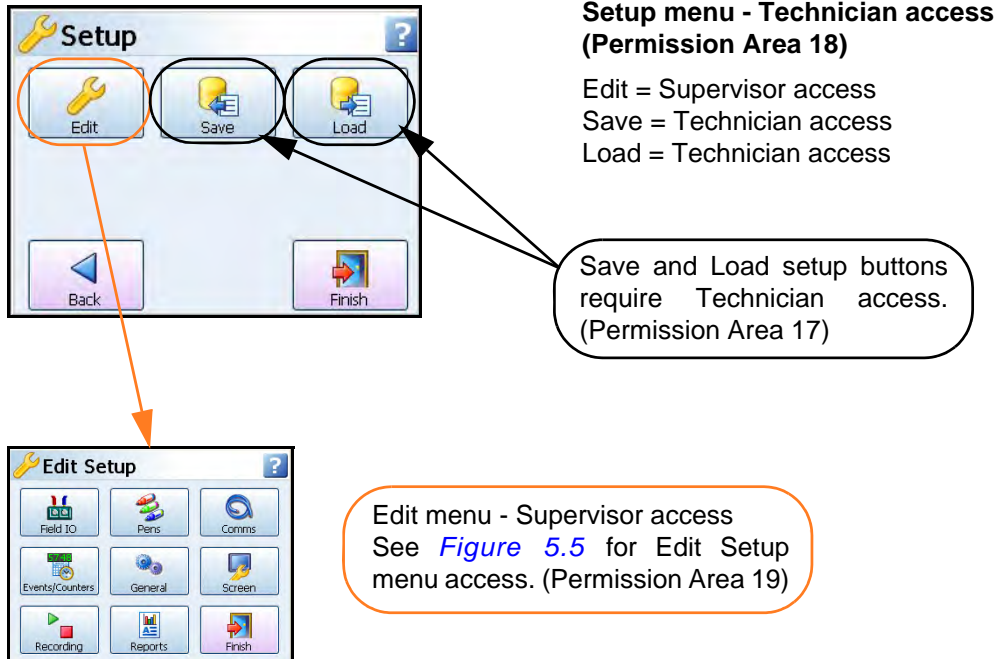 Setup
?
Edit
Save
Load
Back
Finish
Setup menu - Technician access
(Permission Area 18)
Edit = Supervisor access
Save = Technician access
Load = Technician access
Save and Load setup buttons
require Technician access.
(Permission Area 17)
Edit Setup
?
Field IO
Pens
Comms
Events/Counters
General
Screen
Recording
Reports
Finish
Edit menu - Supervisor access
See Figure 5.5 for Edit Setup
menu access. (Permission Area 19)